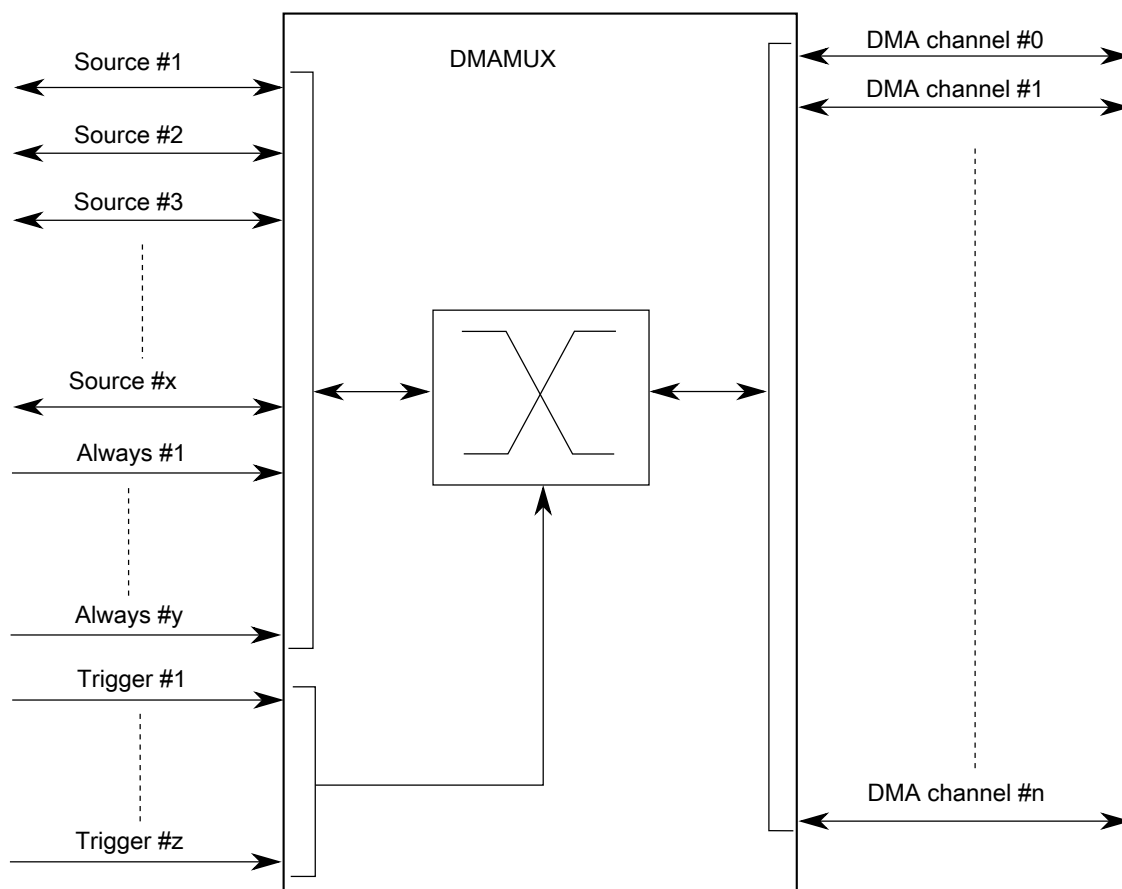 Source #1
Source #2
Source #3
Source #x
Always #1
Always #y
Trigger #1
Trigger #z
DMAMUX
DMA channel #0
DMA channel #1
DMA channel #n